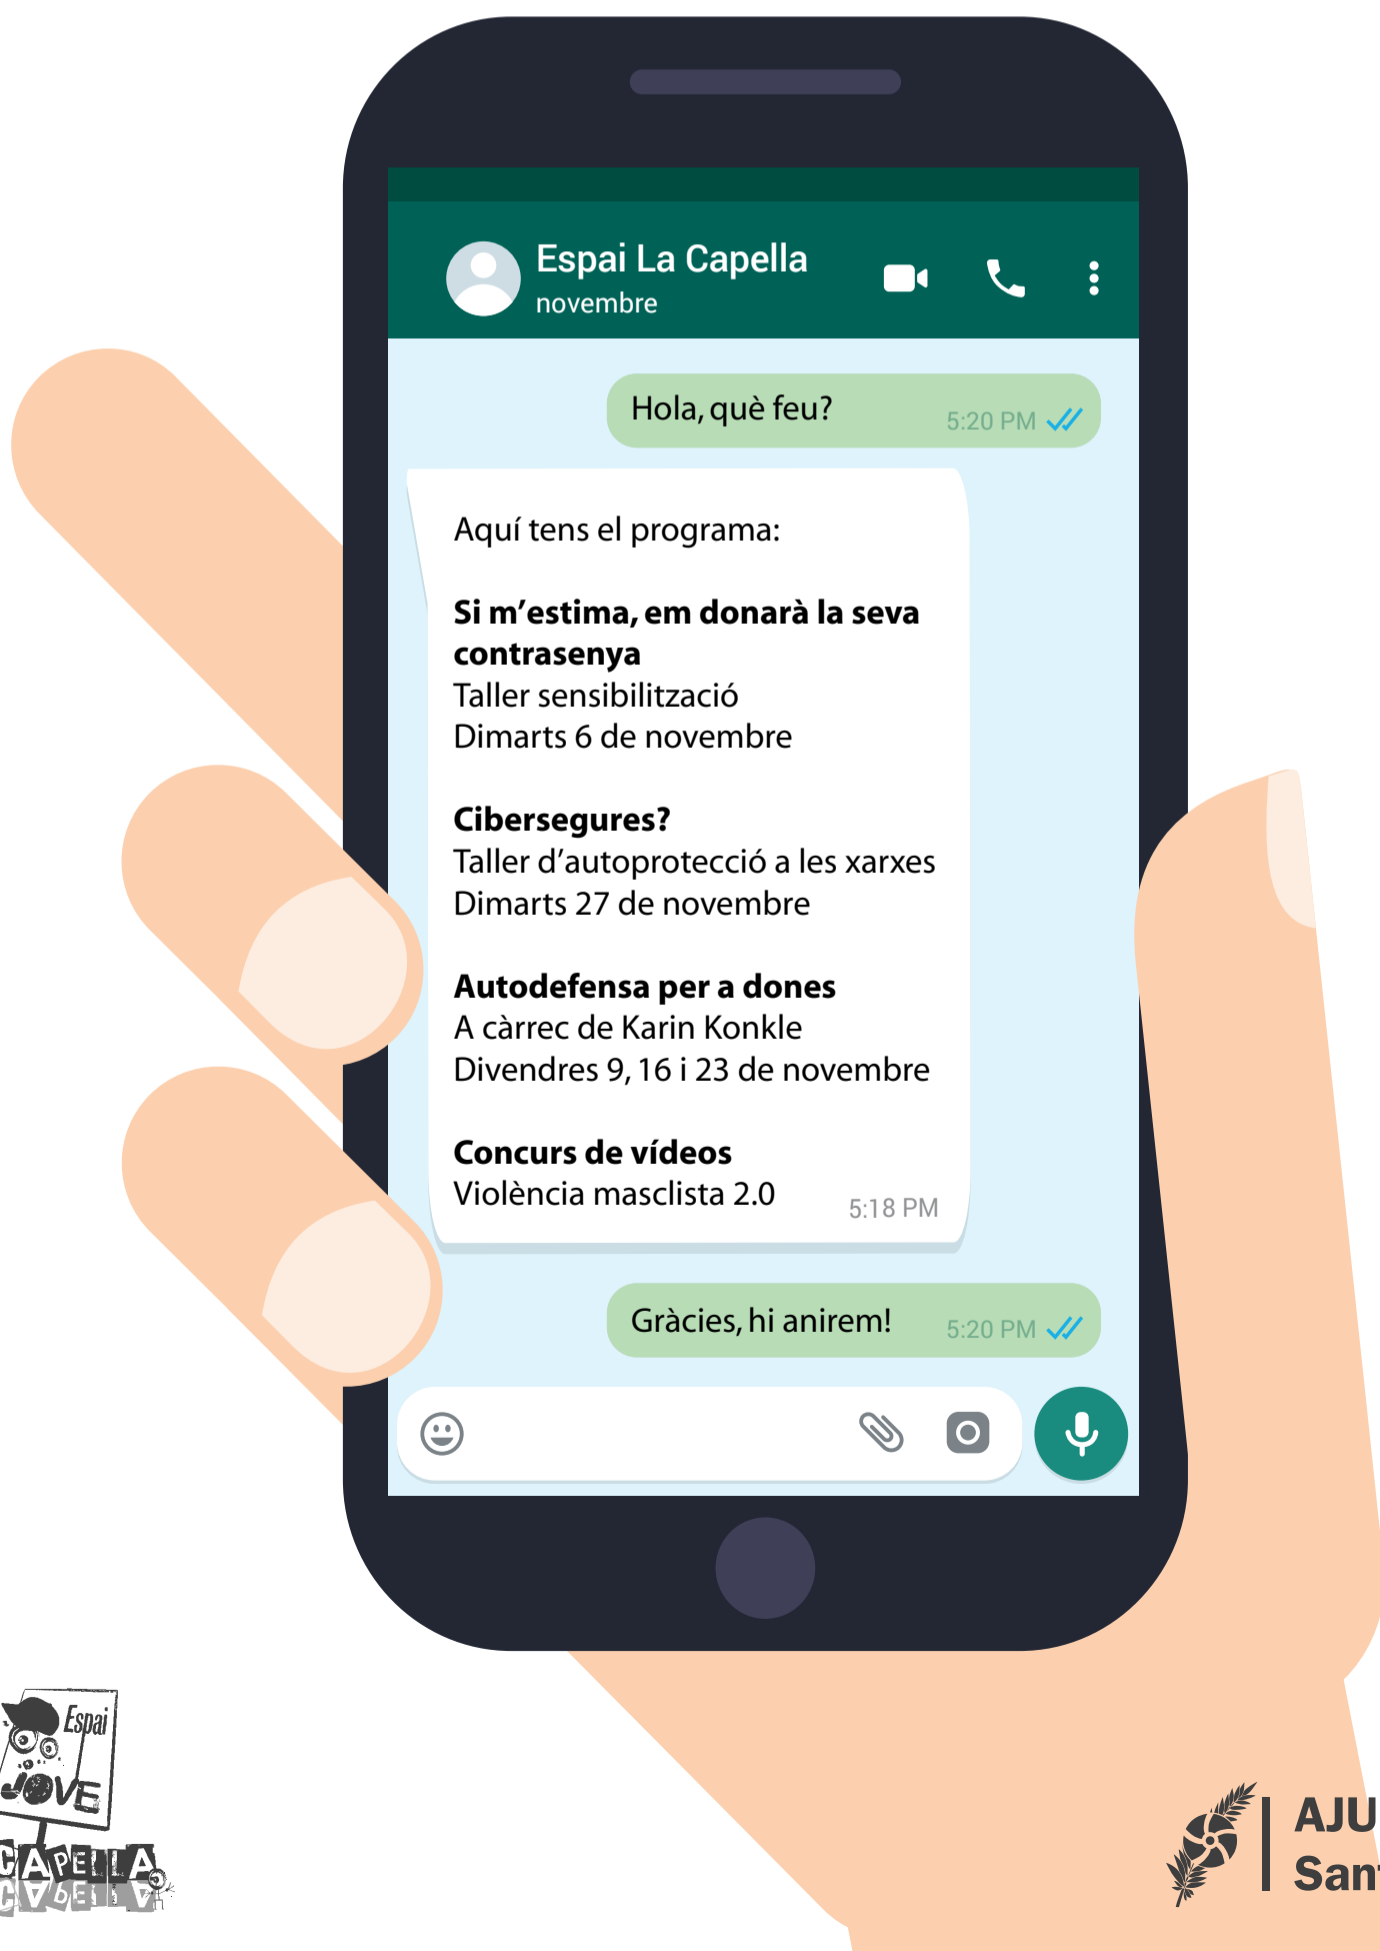 Espai La Capella
novembre
Hola, què feu?
5:20 PM
Aquí tens el programa:
Si m'estima, em donarà la seva
contrasenya
Taller sensibilització
Dimarts 6 de novembre
Cibersegures?
Taller d'autoprotecció a les xarxes
Dimarts 27 de novembre
Autodefensa per a dones
A càrrec de Karin Konkle
Divendres 9, 16 i 23 de novembre
Concurs de vídeos
Violència masclista 2.0
5:18 PM
Gràcies, hi anirem!
5:20 PM
Espai
JOVE
CAPELLA
AJU
San